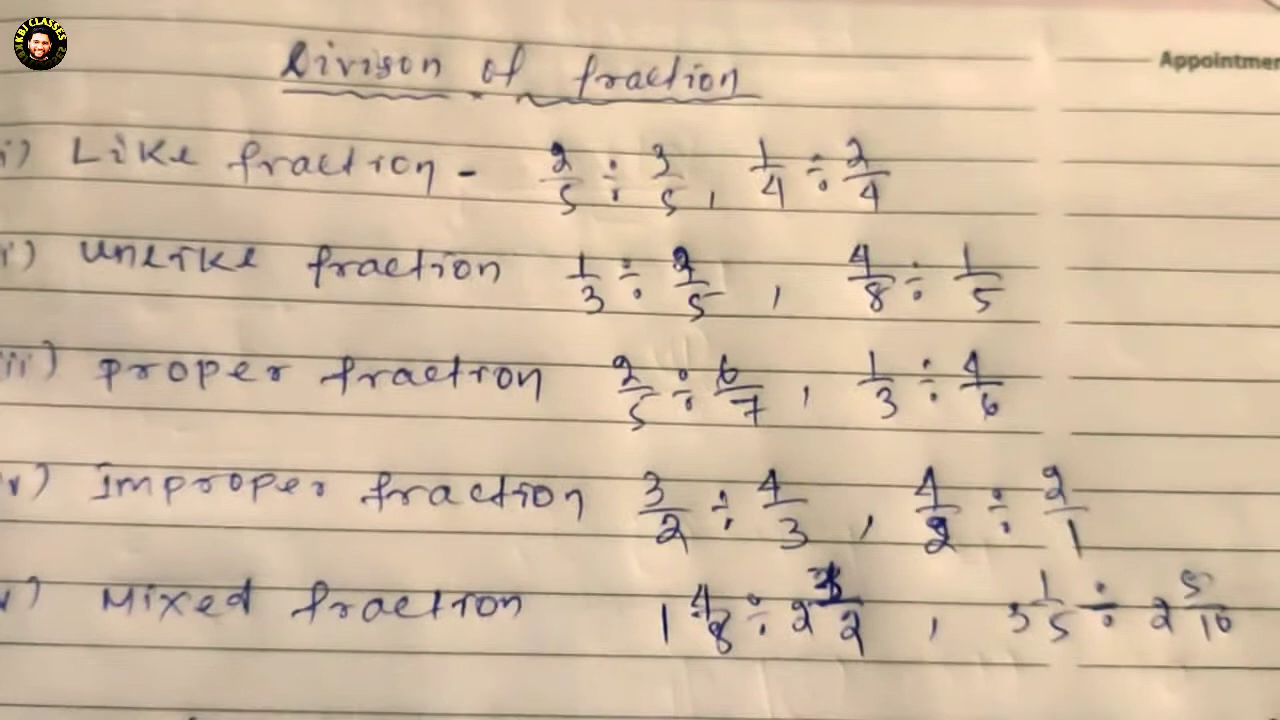 KBJ CLASSES
Appointmen
Divison of fraction
i) Like fraction - 2/5 ÷ 3/5, 1/4 ÷ 2/4
i) unlike fraction 1/3 ÷ 2/5, 4/8 ÷ 1/5
iii) Proper fraction 2/5 ÷ 6/7, 1/3 ÷ 4/6
v) Improper fraction 3/2 ÷ 4/3, 4/2 ÷ 2/1
v) Mixed fraction 1 4/8 ÷ 2 /2, 3 1/5 ÷ 2 5/10